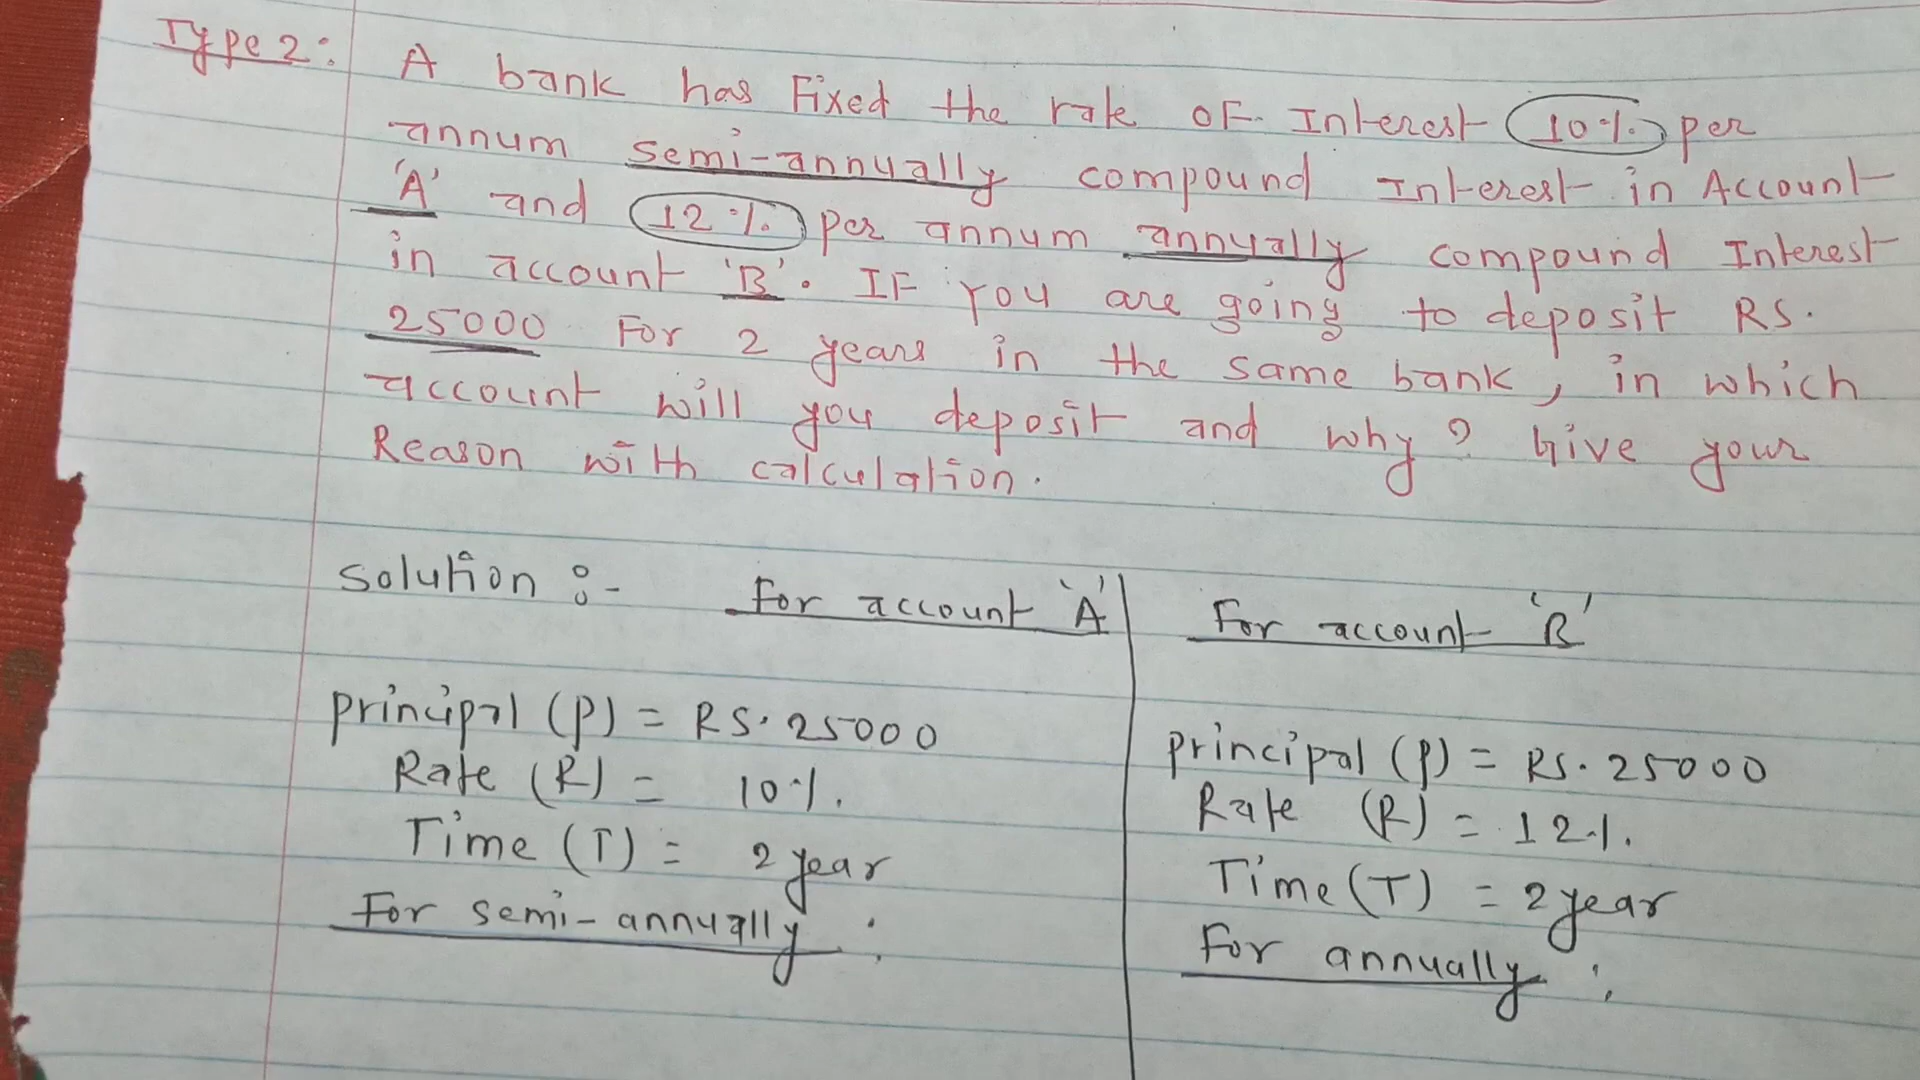 Type 2:
A bank has Fixed the rate OF Interest 10% per
annum semi-annually compound Interest in Account
'A' and 12% per annum annually compound Interest
in account 'B'. IF you are going to deposit RS.
25000 For 2 years in the same bank, in which
account will you deposit and why? Give your
Reason with calculation.
Solution :- For account 'A'
principal (P) = RS. 25000
Rate (R) = 10%.
Time (T) = 2 year
For semi-annually :
For account 'B'
principal (P) = RS. 25000
Rate (R) = 12%.
Time (T) = 2 year
For annually :